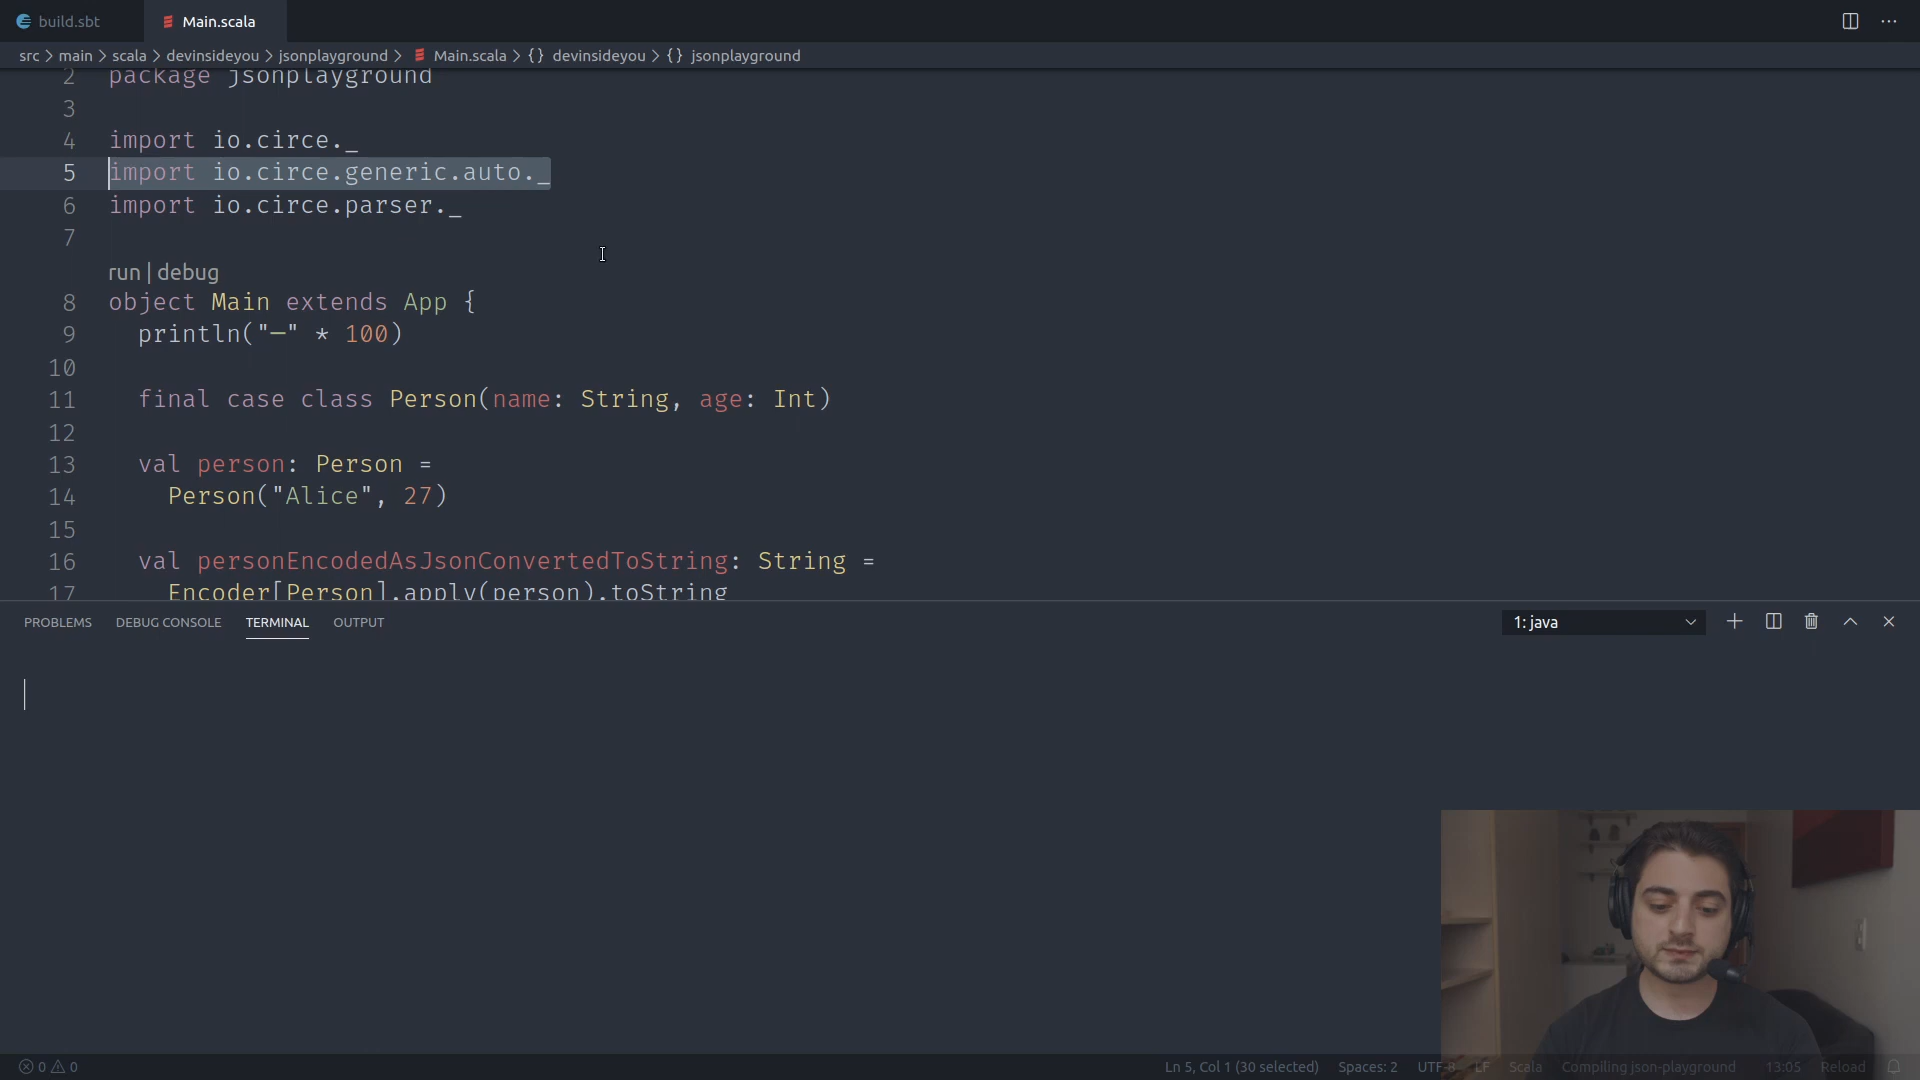 build.sbt
Main.scala
src > main > scala > devinsideyou > jsonplayground > Main.scala > {} devinsideyou > {} jsonplayground
2 package jsonplayground
3
4 import io.circe._
5 import io.circe.generic.auto._
6 import io.circe.parser._
7
run | debug
8 object Main extends App {
9 println("─" * 100)
10
11 final case class Person(name: String, age: Int)
12
13 val person: Person =
14 Person("Alice", 27)
15
16 val personEncodedAsJsonConvertedToString: String =
17 Encoder[Person].apply(person).toString
PROBLEMS DEBUG CONSOLE TERMINAL OUTPUT 1: java
0 0 Ln 5, Col 1 (30 selected) Spaces: 2 UTF-8 LF Scala Compiling json-playground 13:05 Reload